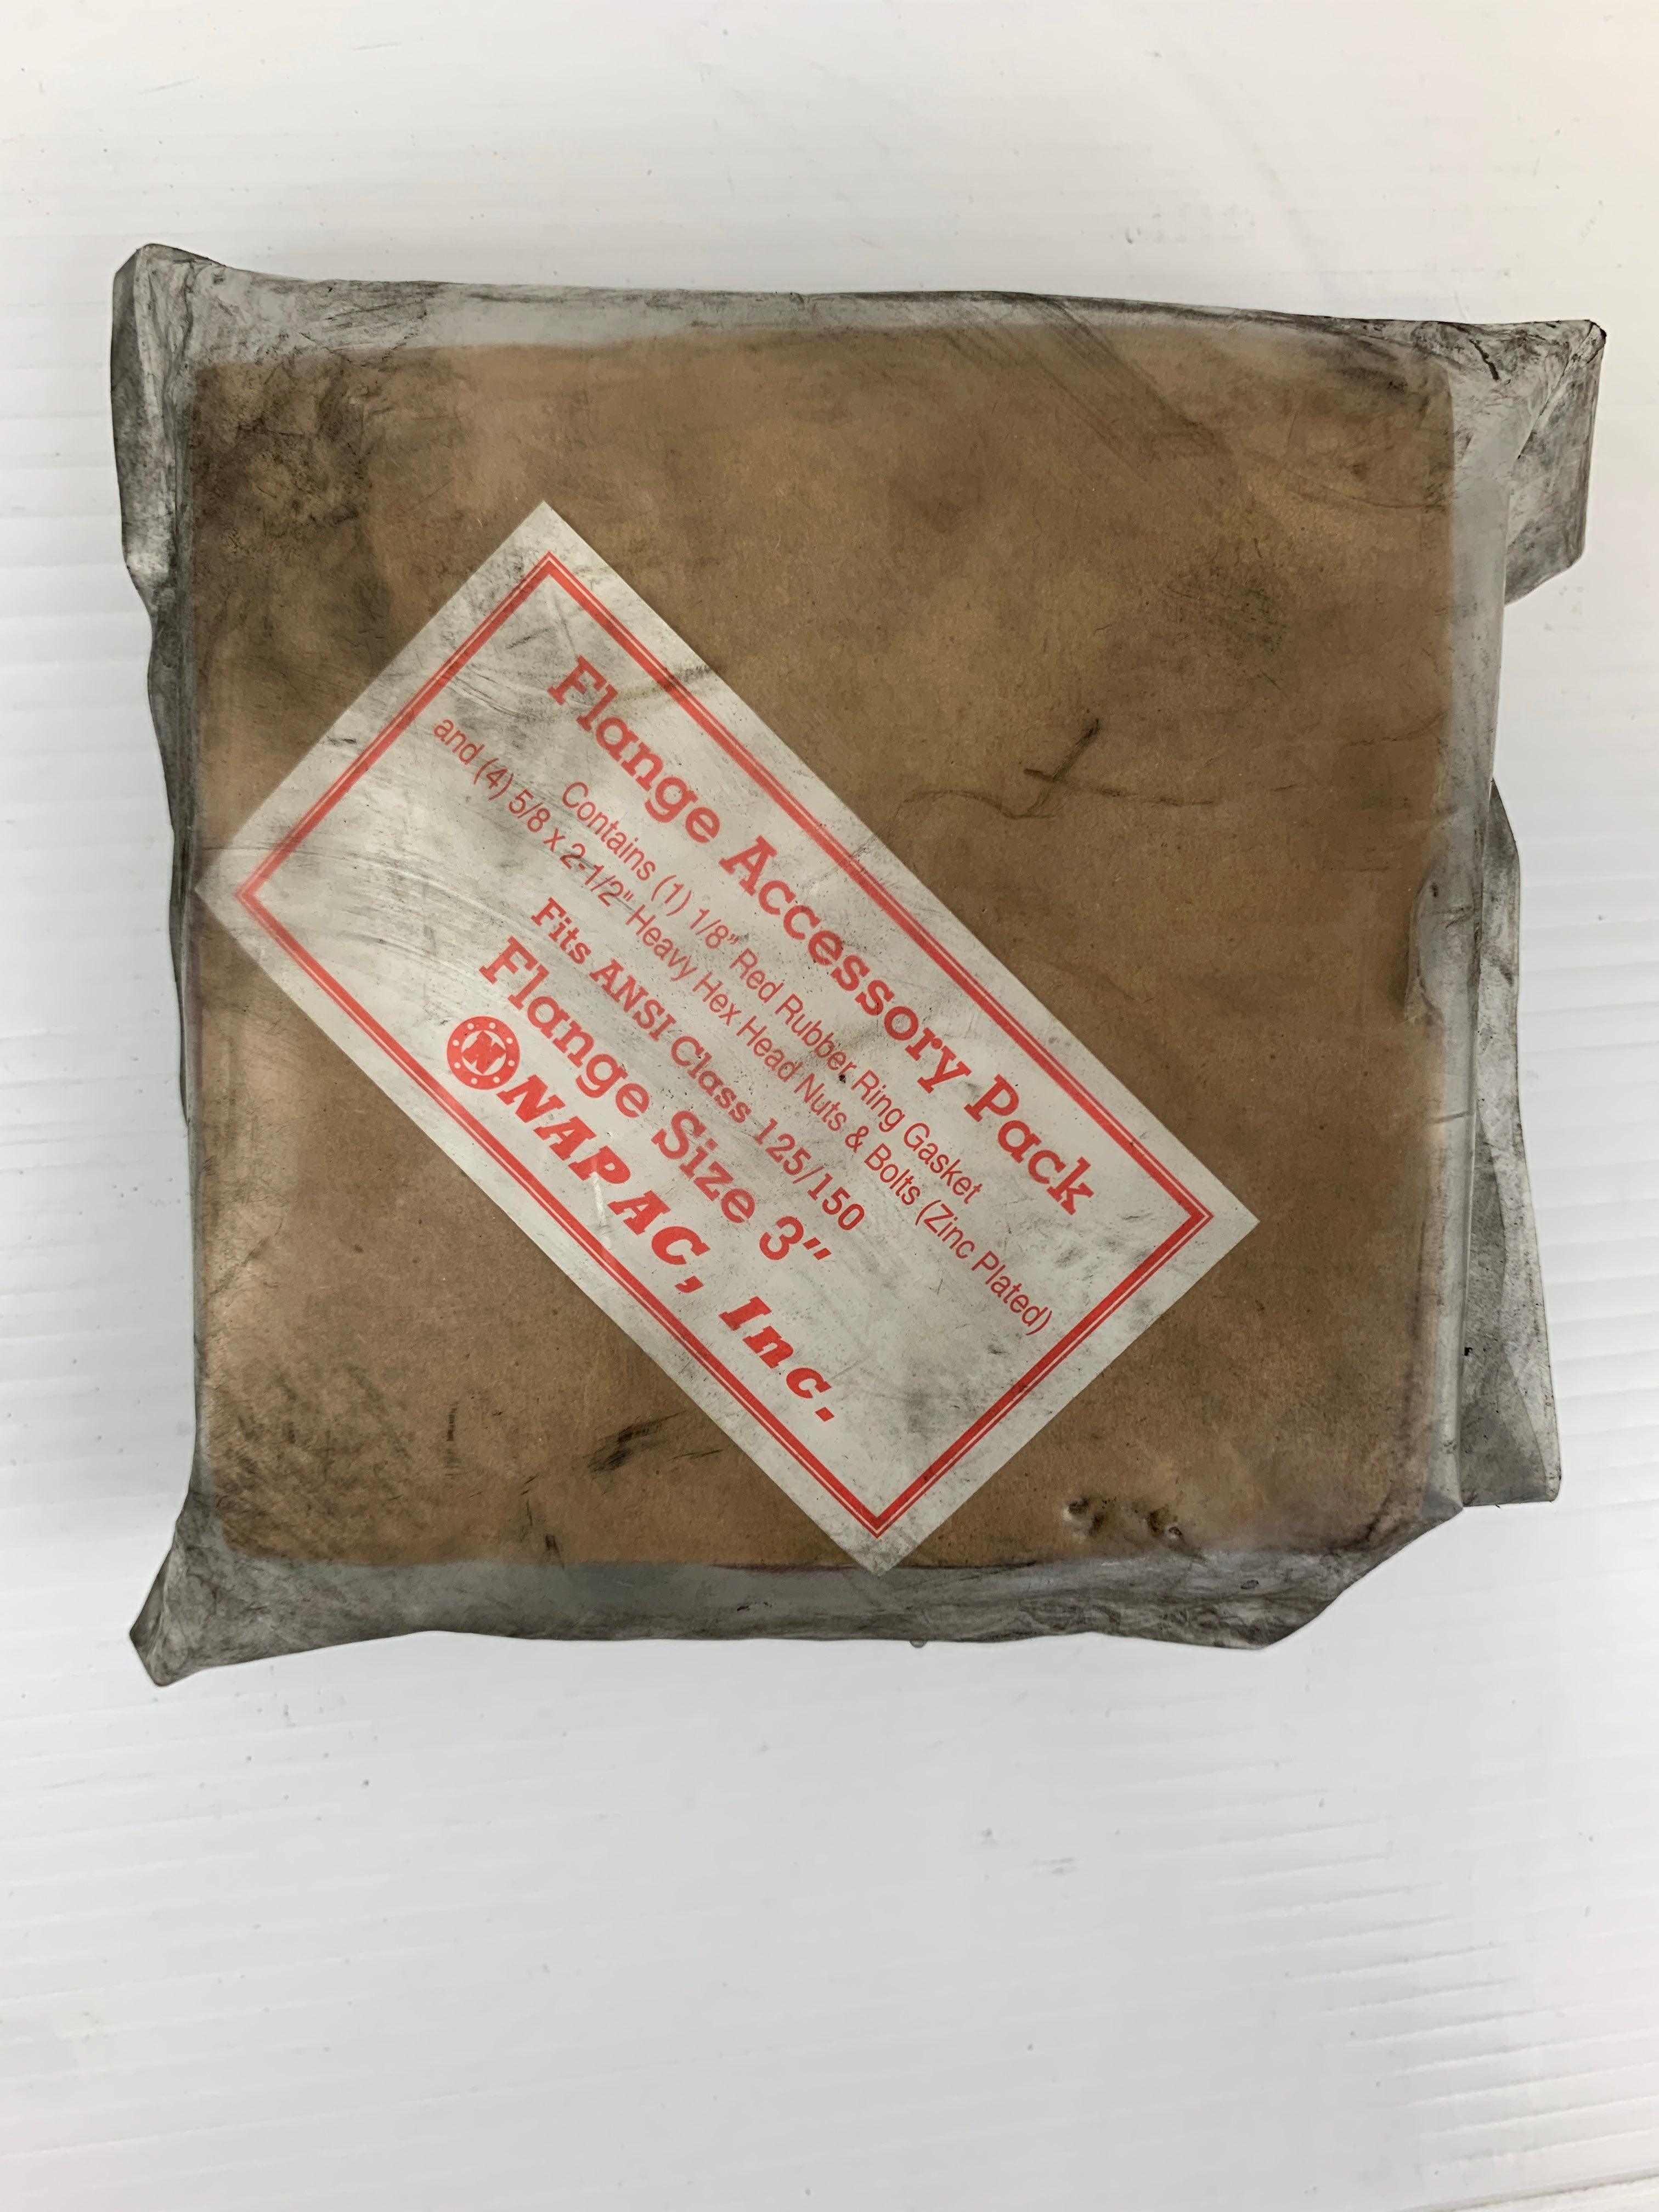 Flange Accessory Pack
Contains (1) 1/8" Red Rubber Ring Gasket
and (4) 5/8 x 2-1/2" Heavy Hex Head Nuts & Bolts (Zinc Plated)
Fits ANSI Class 125/150
Flange Size 3"
N NAPAC, Inc.